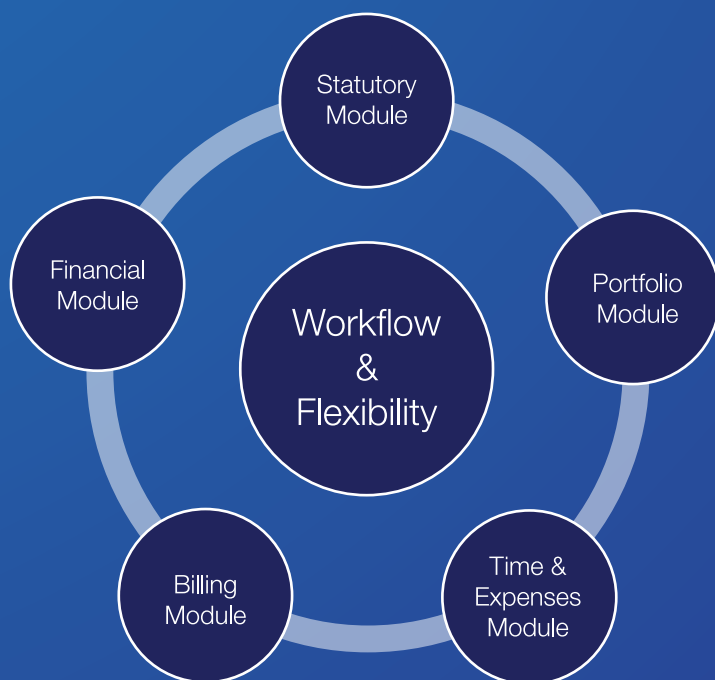 Statutory
Module
Financial
Module
Portfolio
Module
Workflow
&
Flexibility
Billing
Module
Time &
Expenses
Module